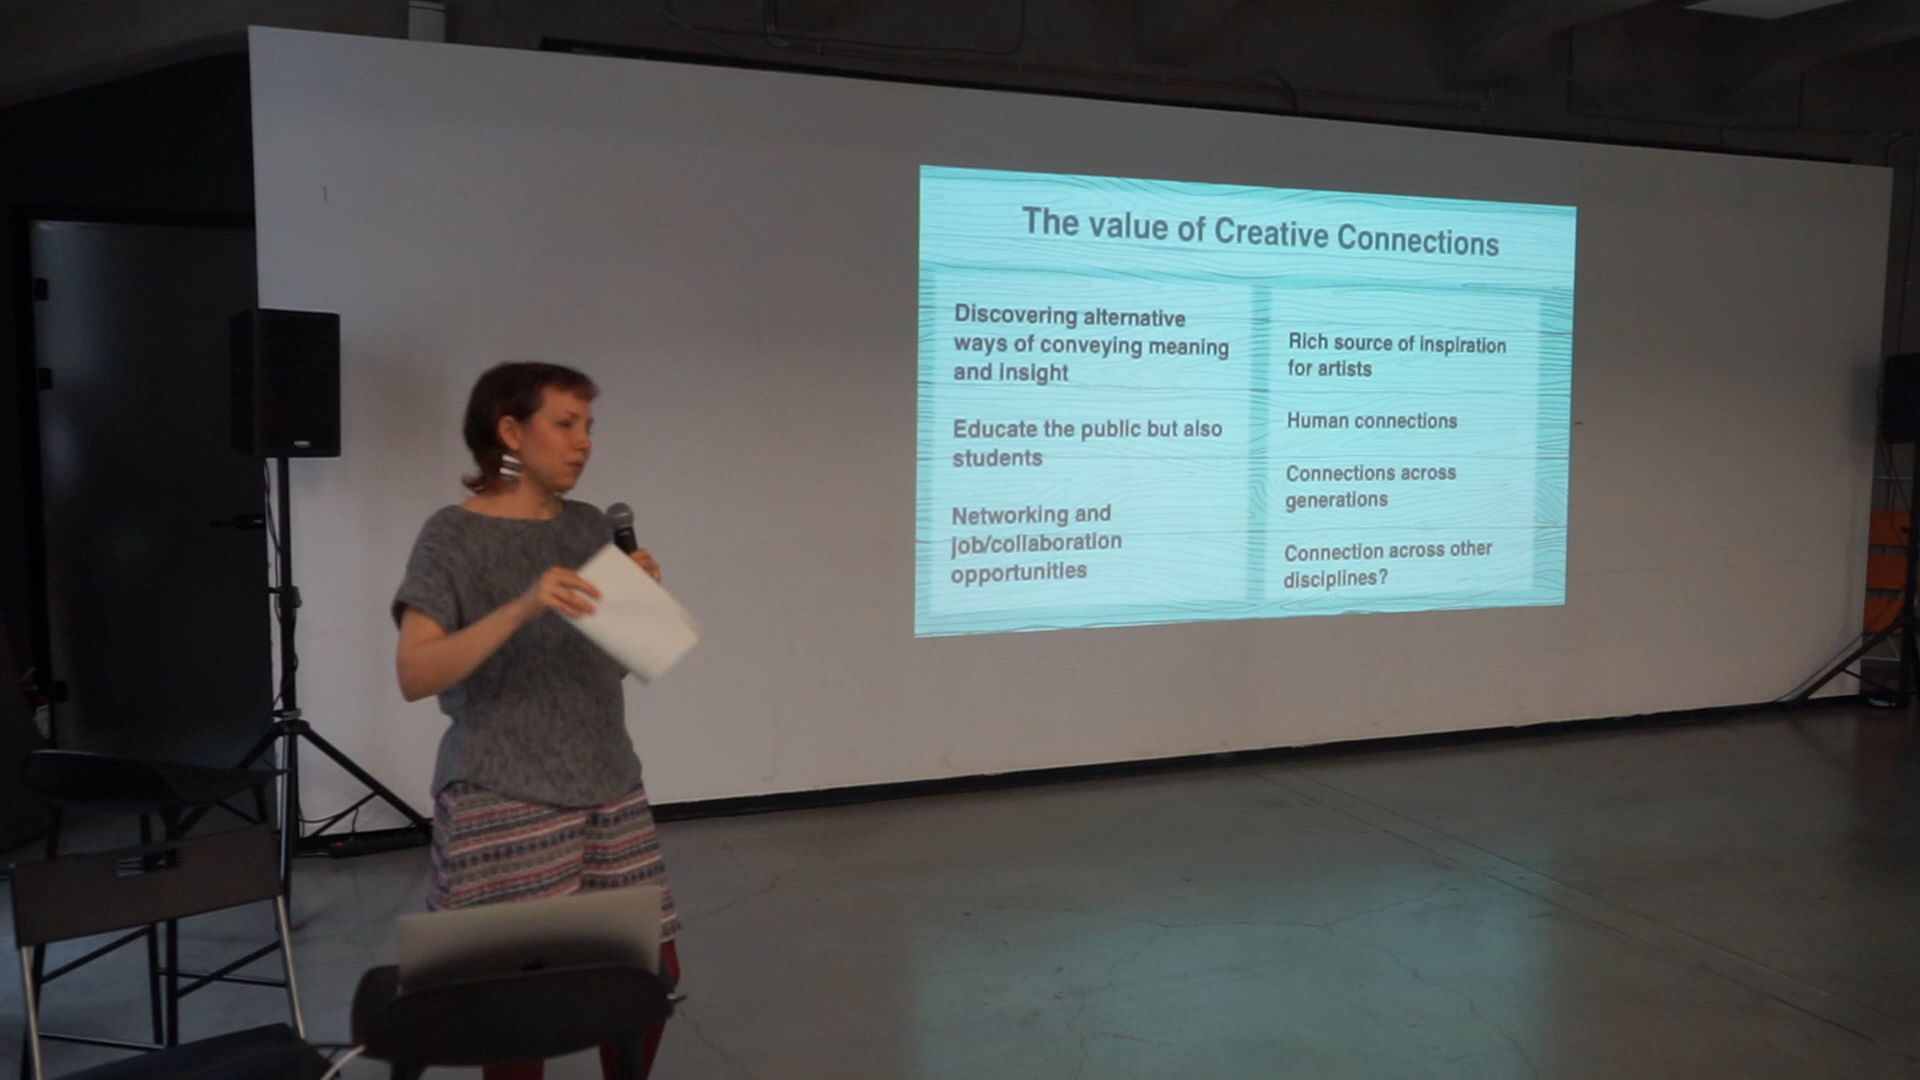 The value of Creative Connections
Discovering alternative
ways of conveying meaning
and insight
Educate the public but also
students
Networking and
job/collaboration
opportunities
Rich source of inspiration
for artists
Human connections
Connections across
generations
Connection across other
disciplines?